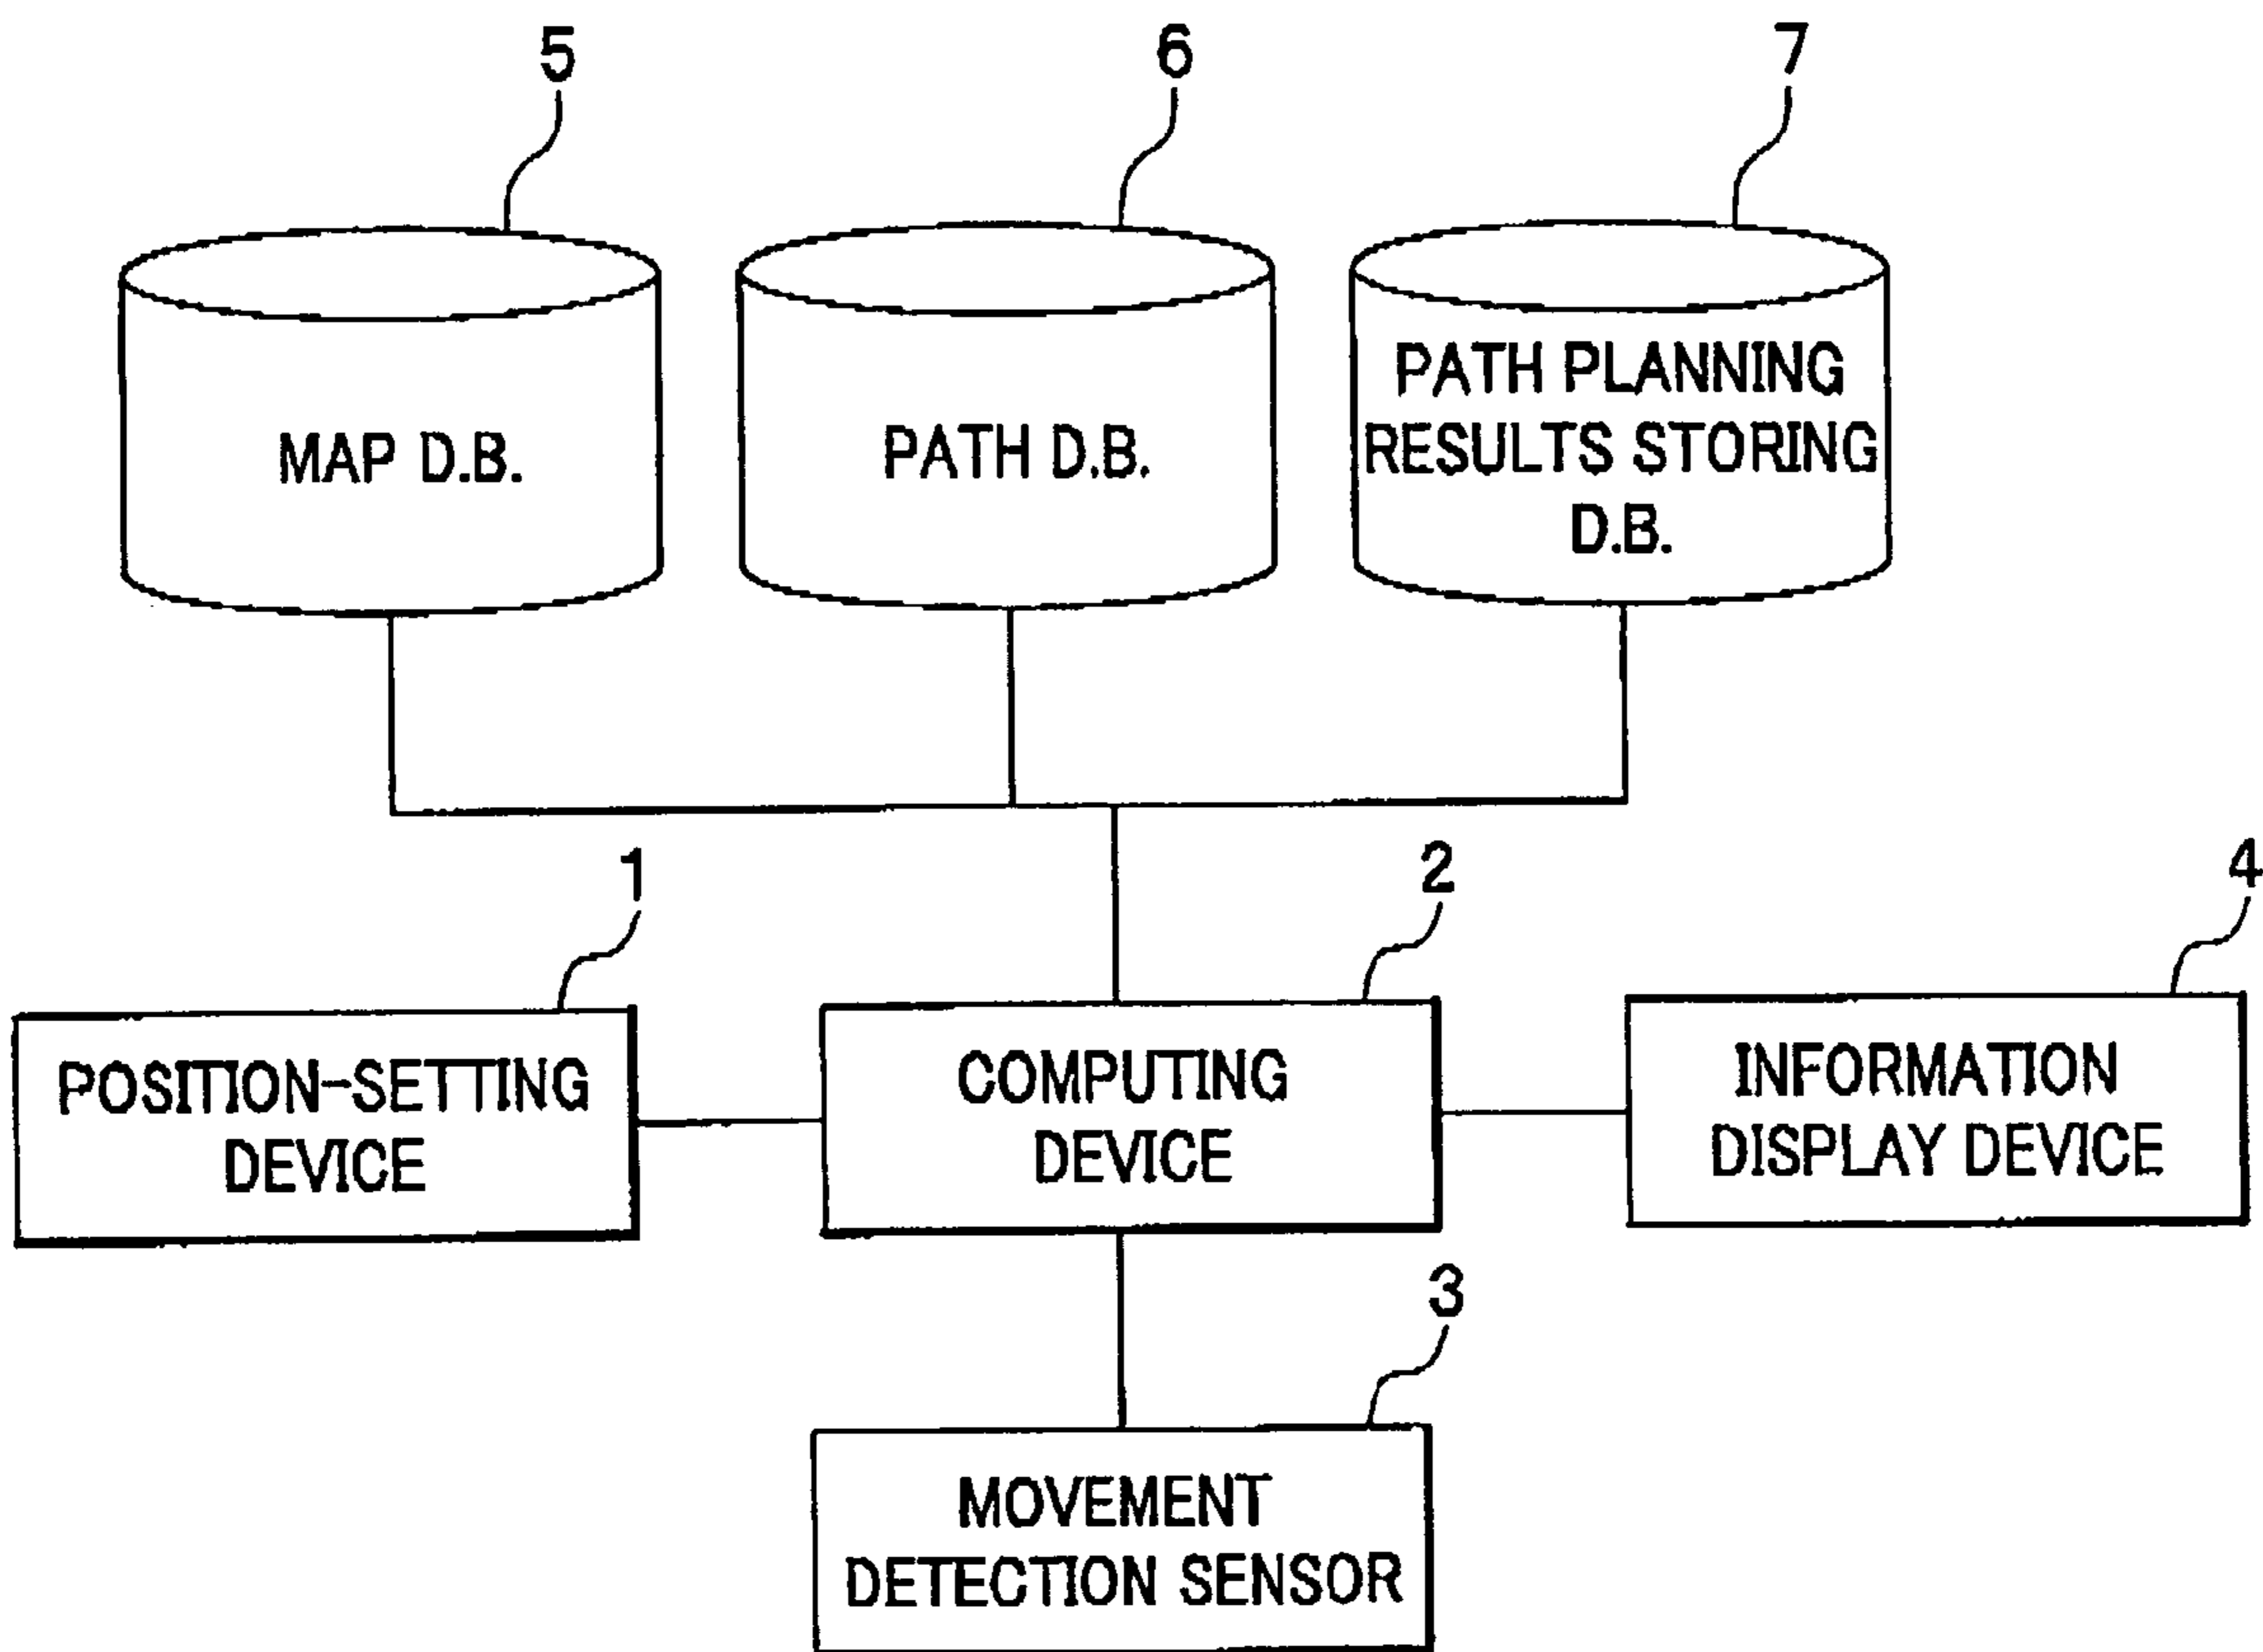 5
6
7
MAP D.B.
PATH D.B.
PATH PLANNING
RESULTS STORING
D.B.
1
2
4
POSITION-SETTING
DEVICE
COMPUTING
DEVICE
INFORMATION
DISPLAY DEVICE
3
MOVEMENT
DETECTION SENSOR